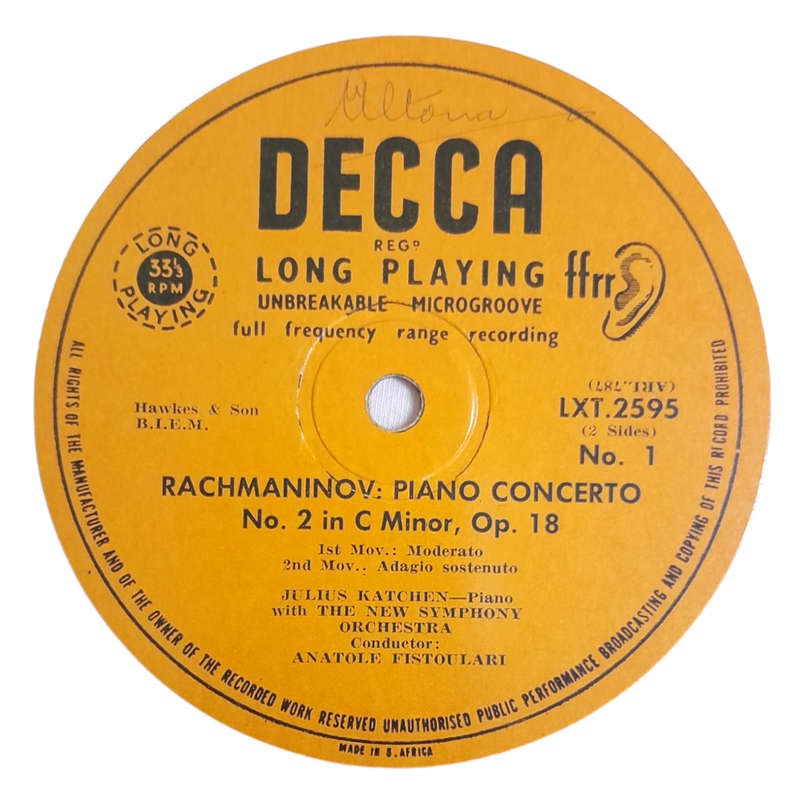 Altona
DECCA
REGD
LONG PLAYING
UNBREAKABLE MICROGROOVE
full frequency range recording
ffrr
LONG
33⅓
RPM
PLAYING
Hawkes & Son
B.I.E.M.
(ARL.787)
LXT.2595
(2 Sides)
No. 1
RACHMANINOV: PIANO CONCERTO
No. 2 in C Minor, Op. 18
1st Mov.: Moderato
2nd Mov.: Adagio sostenuto
JULIUS KATCHEN—Piano
with THE NEW SYMPHONY
ORCHESTRA
Conductor:
ANATOLE FISTOULARI
ALL RIGHTS OF THE MANUFACTURER AND OF THE OWNER OF THE RECORDED WORK RESERVED UNAUTHORISED PUBLIC PERFORMANCE BROADCASTING AND COPYING OF THIS RECORD PROHIBITED
MADE IN S. AFRICA